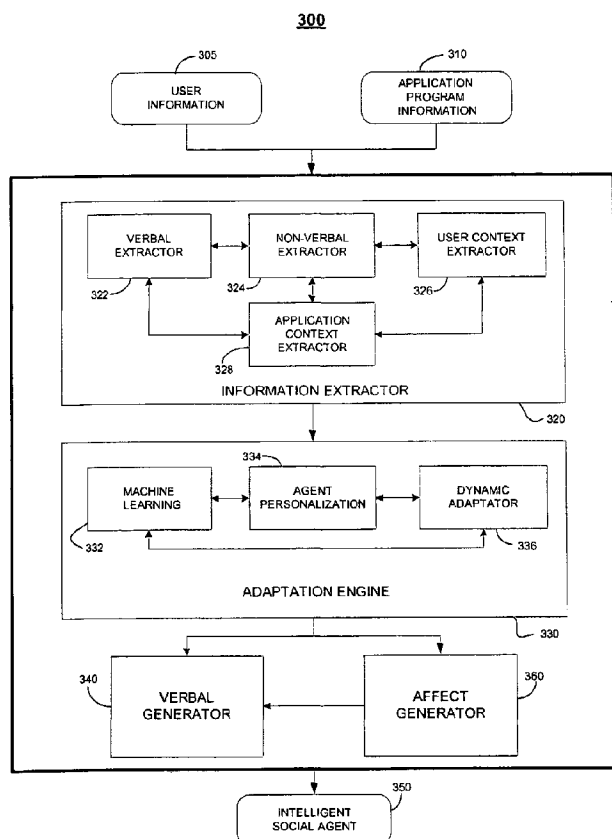 300
305
310
USER
INFORMATION
APPLICATION
PROGRAM
INFORMATION
VERBAL
EXTRACTOR
NON-VERBAL
EXTRACTOR
USER CONTEXT
EXTRACTOR
322
324
326
APPLICATION
CONTEXT
EXTRACTOR
328
INFORMATION EXTRACTOR
320
334
MACHINE
LEARNING
AGENT
PERSONALIZATION
DYNAMIC
ADAPTATOR
332
336
ADAPTATION ENGINE
330
340
VERBAL
GENERATOR
AFFECT
GENERATOR
360
350
INTELLIGENT
SOCIAL AGENT